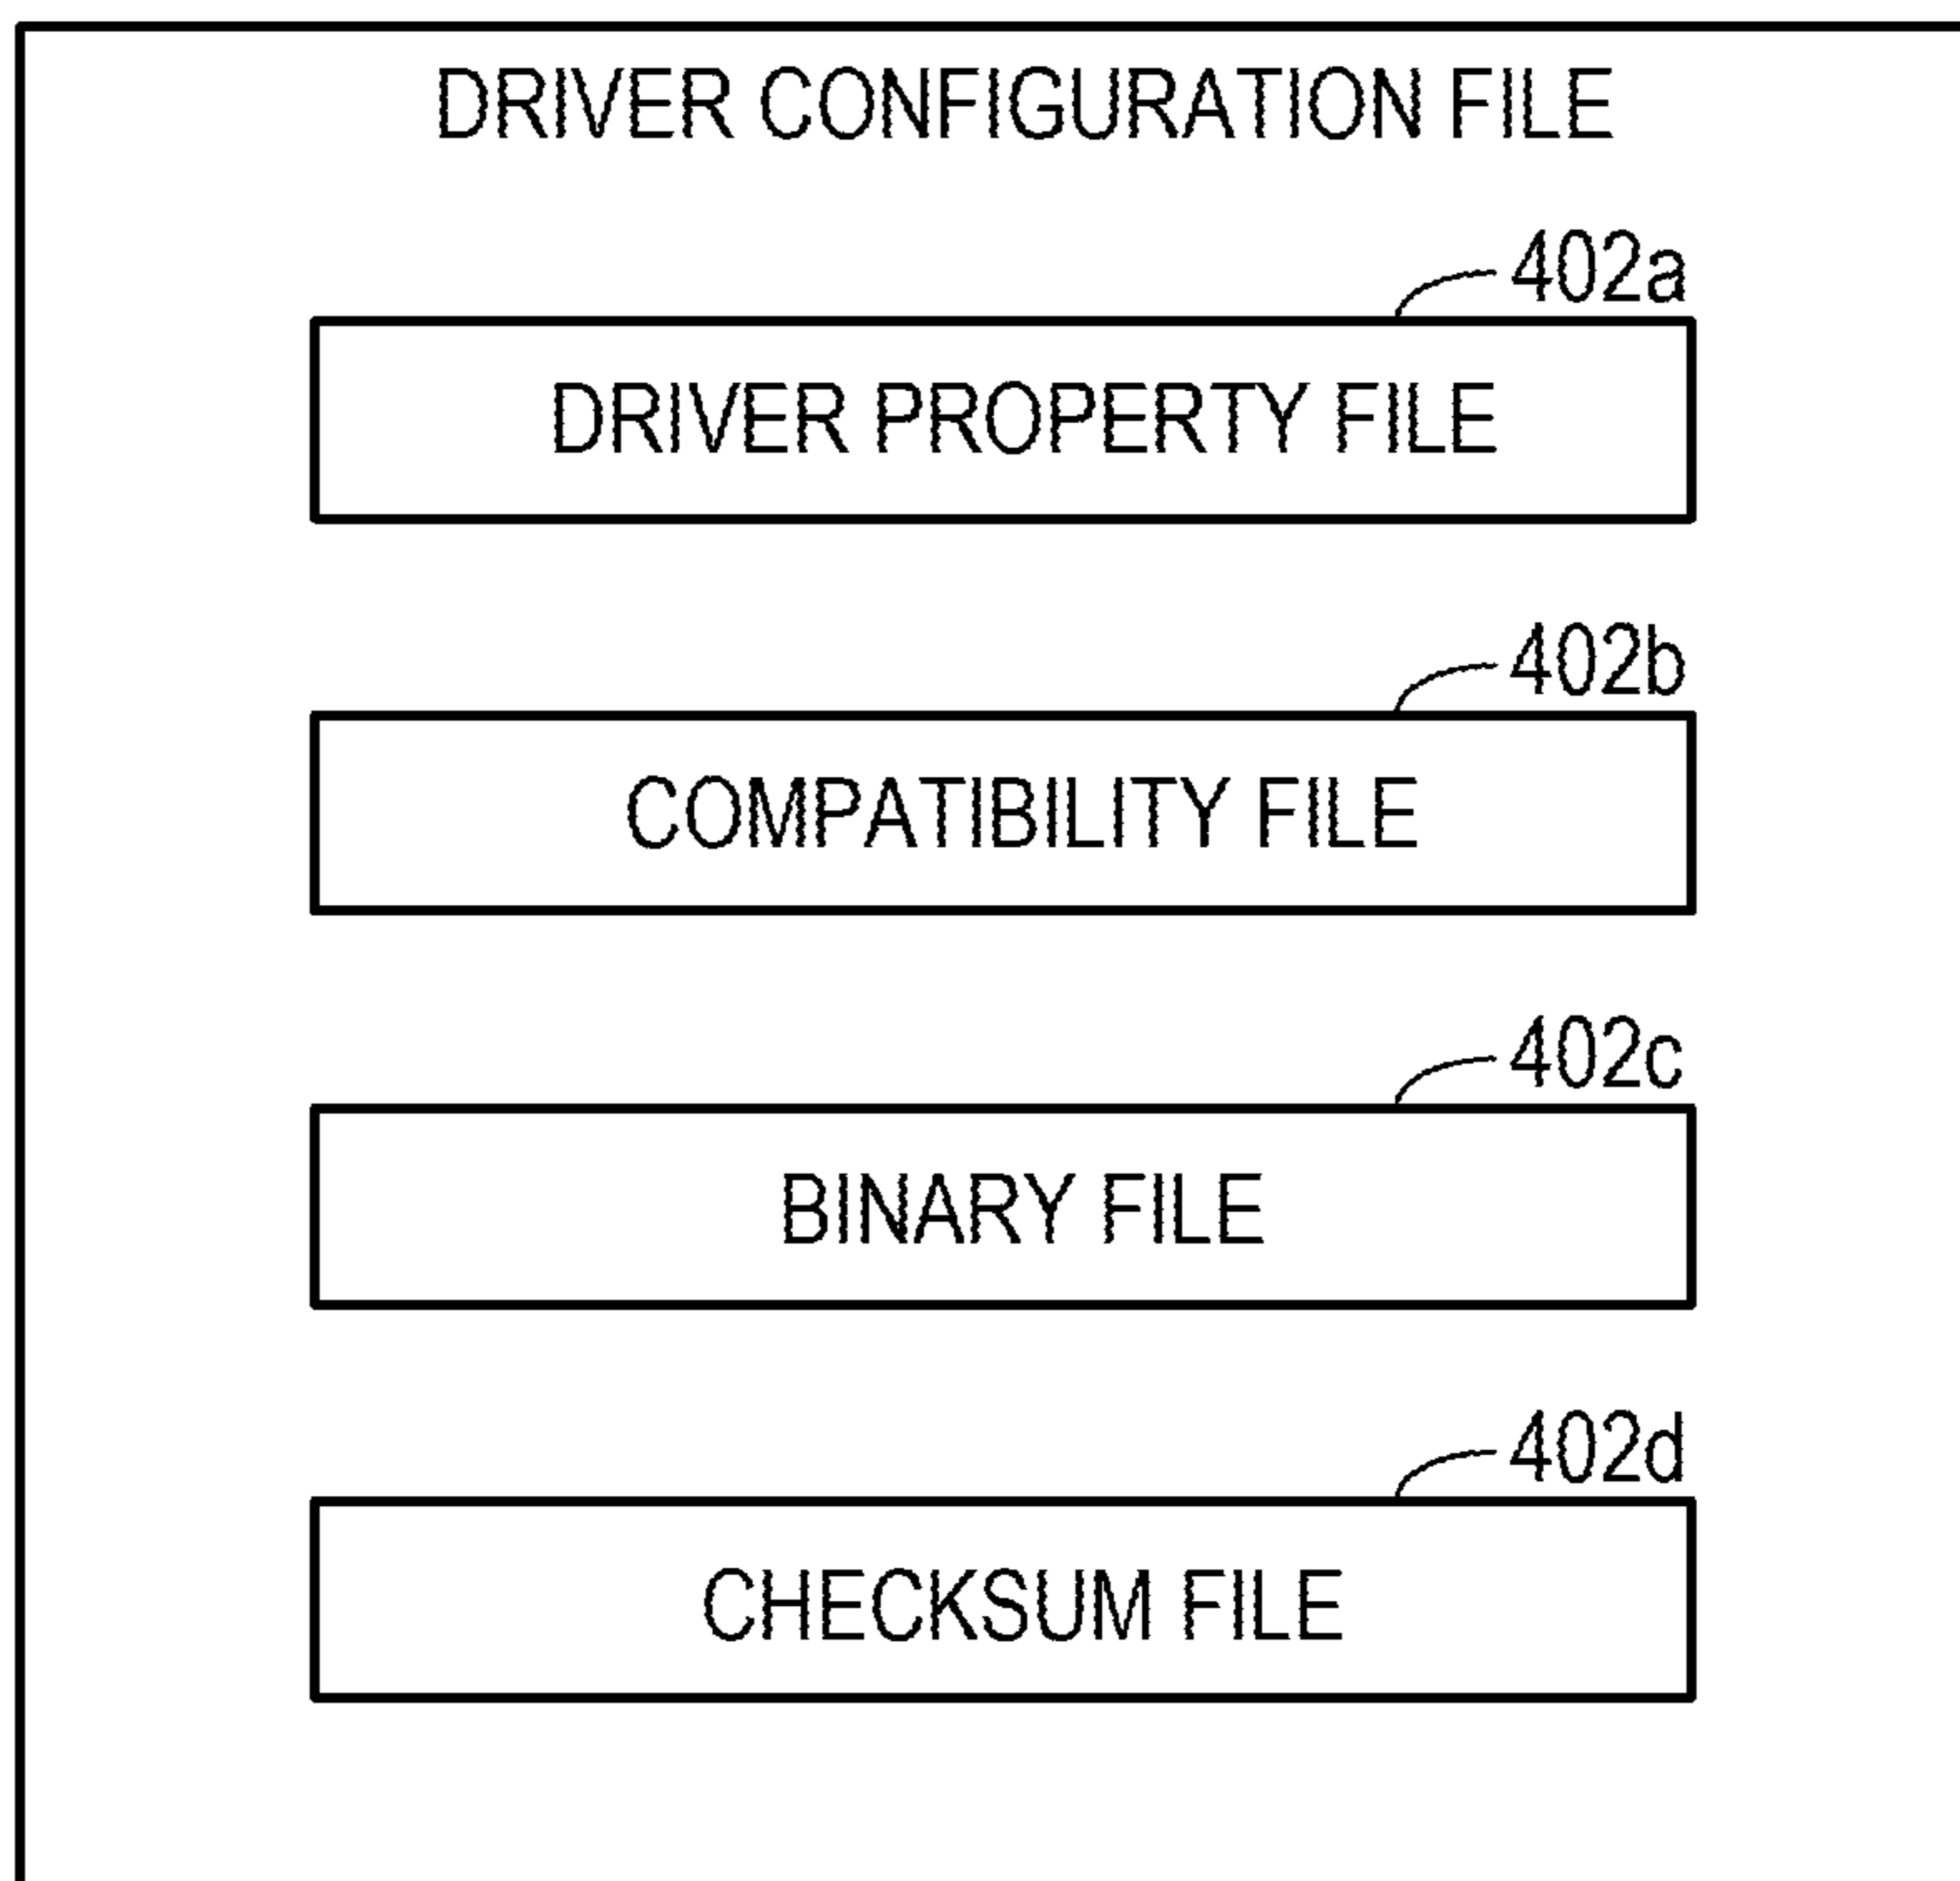 DRIVER CONFIGURATION FILE
402a
DRIVER PROPERTY FILE
402b
COMPATIBILITY FILE
402c
BINARY FILE
402d
CHECKSUM FILE